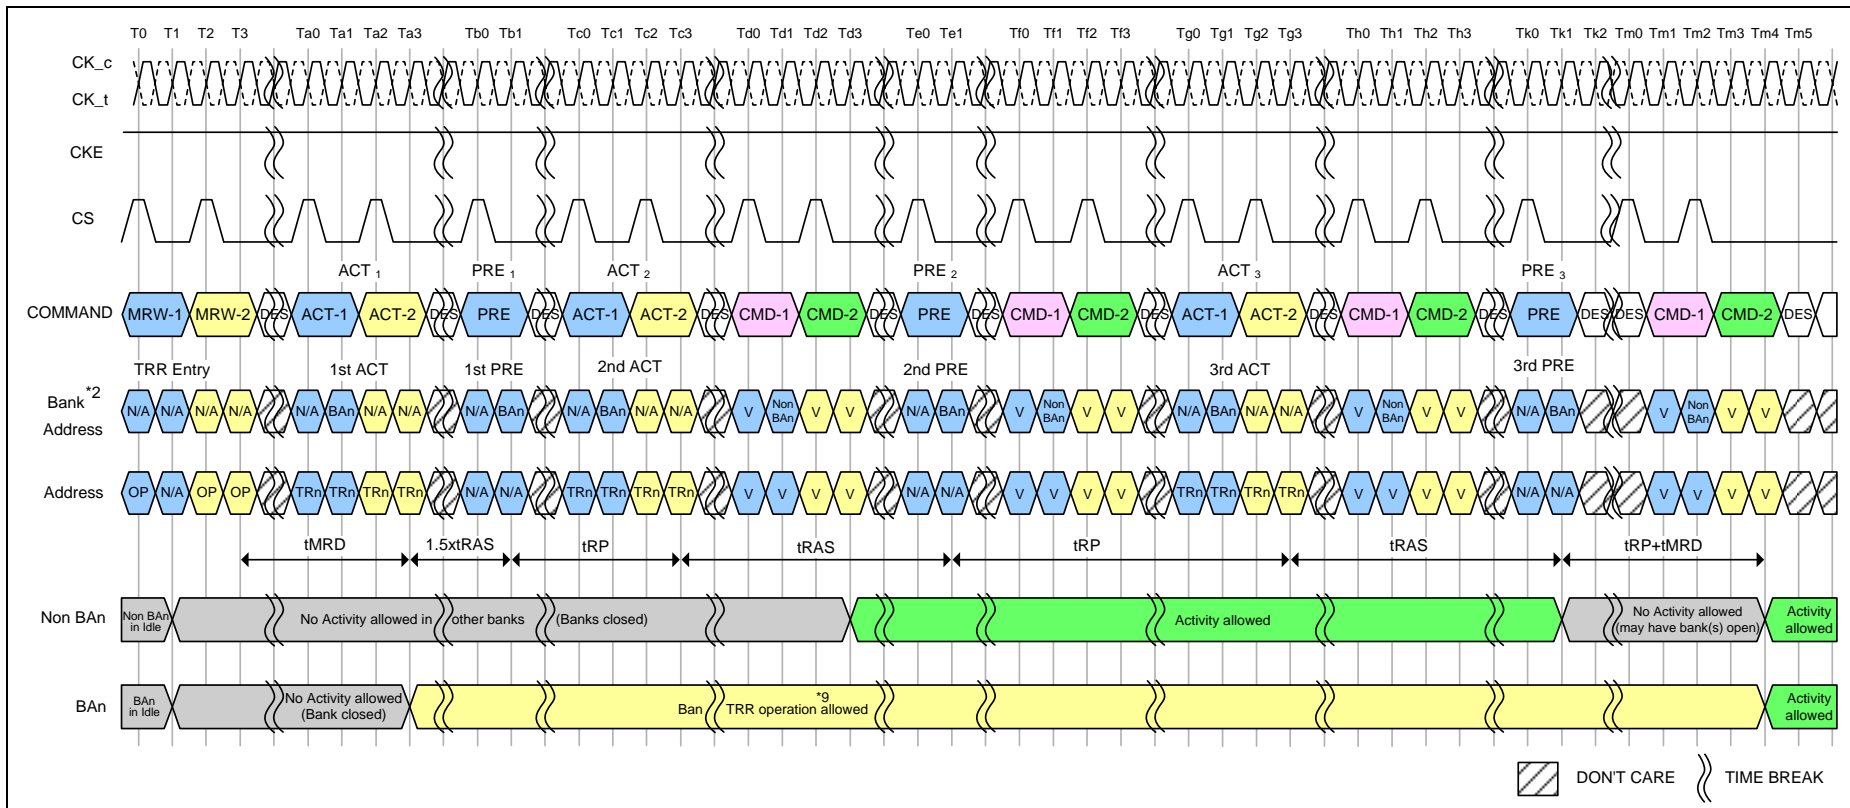 T0 T1 T2 T3 Ta0 Ta1 Ta2 Ta3 Tb0 Tb1 Tc0 Tc1 Tc2 Tc3 Td0 Td1 Td2 Td3 Te0 Te1 Tf0 Tf1 Tf2 Tf3 Tg0 Tg1 Tg2 Tg3 Th0 Th1 Th2 Th3 Tk0 Tk1 Tk2 Tm0 Tm1 Tm2 Tm3 Tm4 Tm5
CK_c
CK_t
CKE
CS
ACT 1 PRE 1 ACT 2 PRE 2 ACT 3 PRE 3
COMMAND MRW-1 MRW-2 DES ACT-1 ACT-2 DES PRE DES ACT-1 ACT-2 DES CMD-1 CMD-2 DES PRE DES CMD-1 CMD-2 DES ACT-1 ACT-2 DES CMD-1 CMD-2 DES PRE DES DES CMD-1 CMD-2 DES
TRR Entry 1st ACT 1st PRE 2nd ACT 2nd PRE 3rd ACT 3rd PRE
Bank*2 Address N/A N/A N/A N/A N/A BAn N/A N/A N/A BAn N/A BAn N/A N/A V Non BAn V V N/A BAn V Non BAn V V N/A BAn N/A N/A V Non BAn V V N/A BAn V Non BAn V V
Address OP N/A OP OP TRn TRn TRn TRn N/A N/A TRn TRn TRn TRn V V V V N/A N/A V V V V TRn TRn TRn TRn V V V V N/A N/A V V V V
tMRD 1.5xtRAS tRP tRAS tRP tRAS tRP+tMRD
Non BAn
Non BAn in Idle
No Activity allowed in other banks (Banks closed)
Activity allowed
No Activity allowed
(may have bank(s) open)
Activity allowed
BAn
BAn in Idle
No Activity allowed
(Bank closed)
Ban TRR operation allowed *9
Activity allowed
DON'T CARE
TIME BREAK